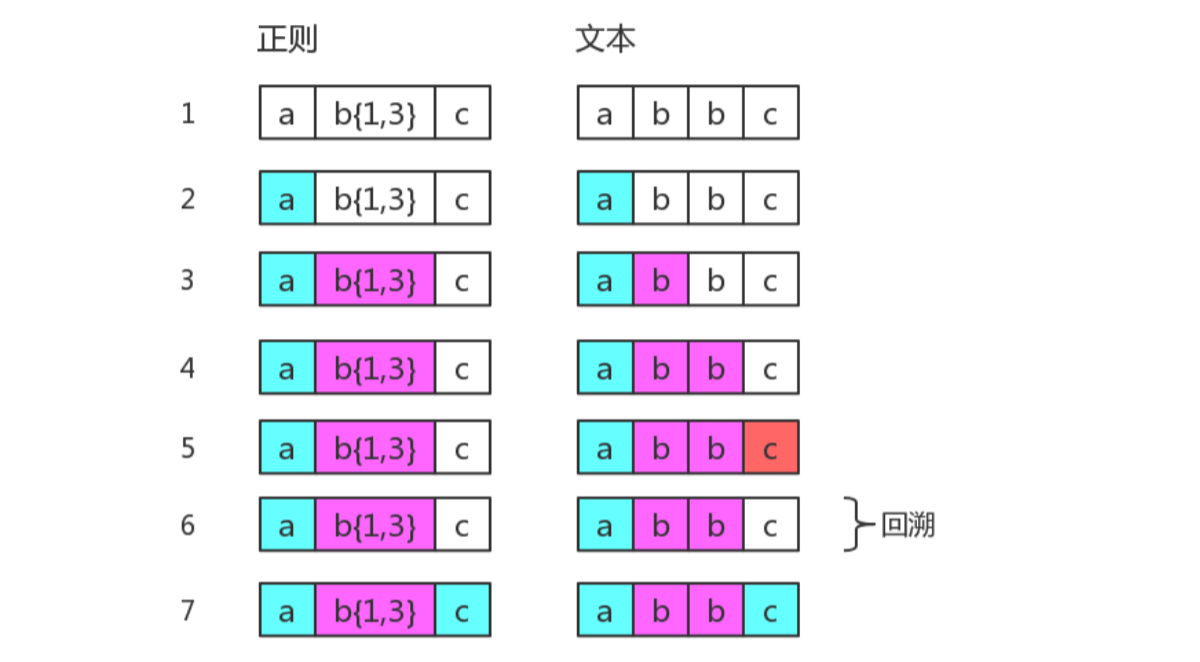 正则 文本
1 a b{1,3} c a b b c
2 a b{1,3} c a b b c
3 a b{1,3} c a b b c
4 a b{1,3} c a b b c
5 a b{1,3} c a b b c
6 a b{1,3} c a b b c 回溯
7 a b{1,3} c a b b c